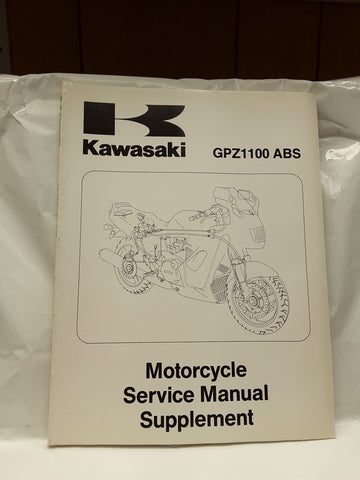 Kawasaki
GPZ1100 ABS
Motorcycle
Service Manual
Supplement